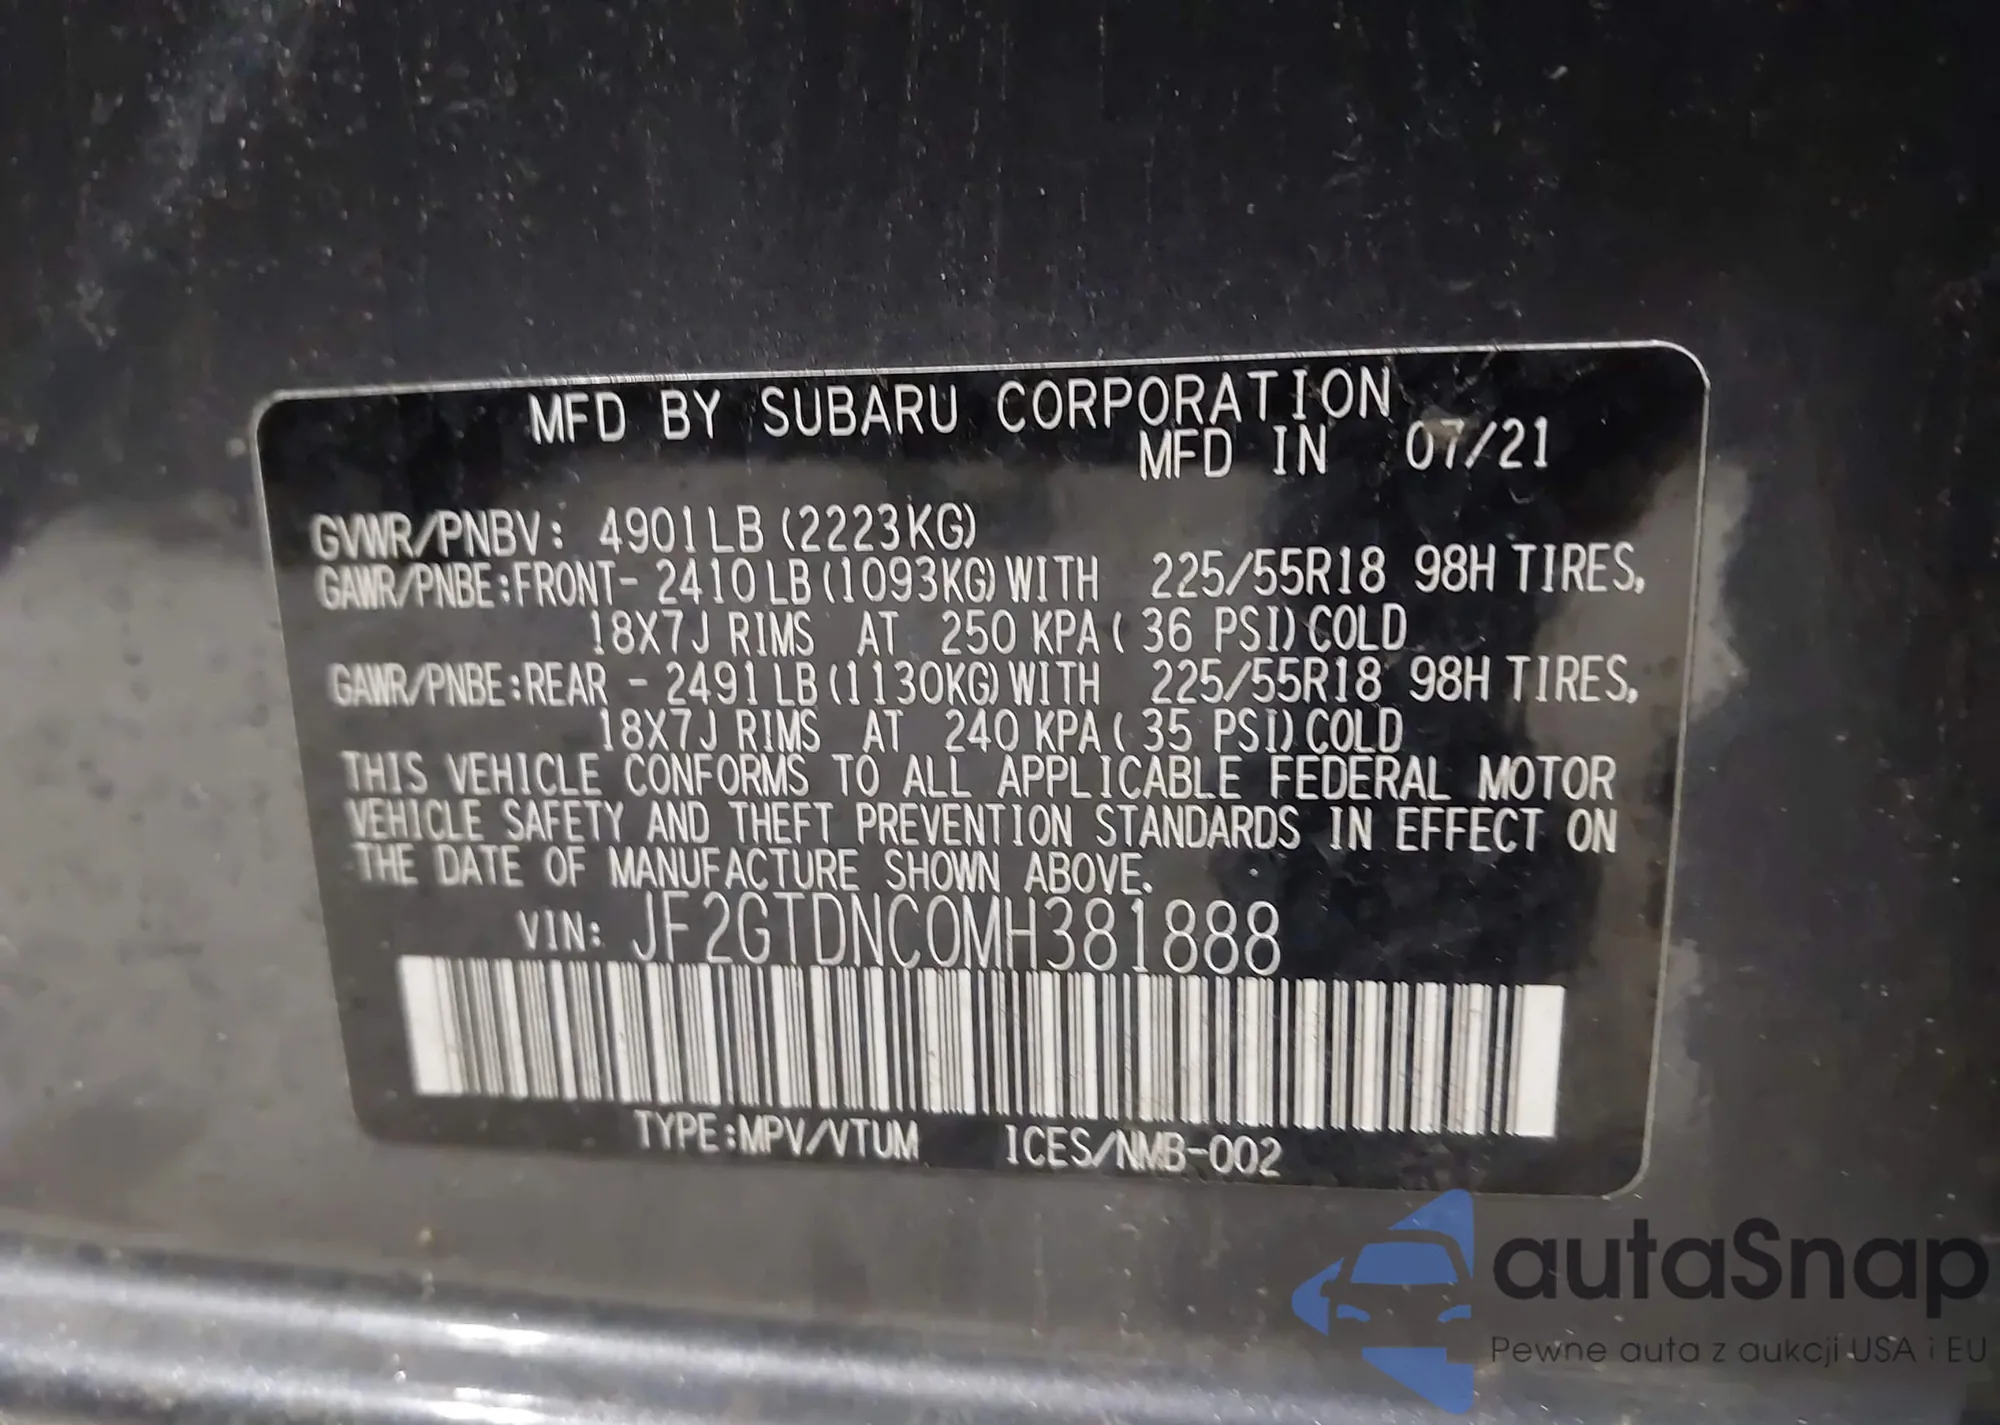 MFD BY SUBARU CORPORATION
MFD IN 07/21
GVWR/PNBV: 4901LB (2223KG)
GAWR/PNBE:FRONT- 2410LB(1093KG)WITH 225/55R18 98H TIRES,
18X7J RIMS AT 250 KPA( 36 PSI)COLD
GAWR/PNBE:REAR - 2491LB(1130KG)WITH 225/55R18 98H TIRES,
18X7J RIMS AT 240 KPA( 35 PSI)COLD
THIS VEHICLE CONFORMS TO ALL APPLICABLE FEDERAL MOTOR
VEHICLE SAFETY AND THEFT PREVENTION STANDARDS IN EFFECT ON
THE DATE OF MANUFACTURE SHOWN ABOVE.
VIN: JF2GTDNC0MH381888
TYPE:MPV/VTUM ICES/NMB-002
autaSnap
Pewne auta z aukcji USA i EU